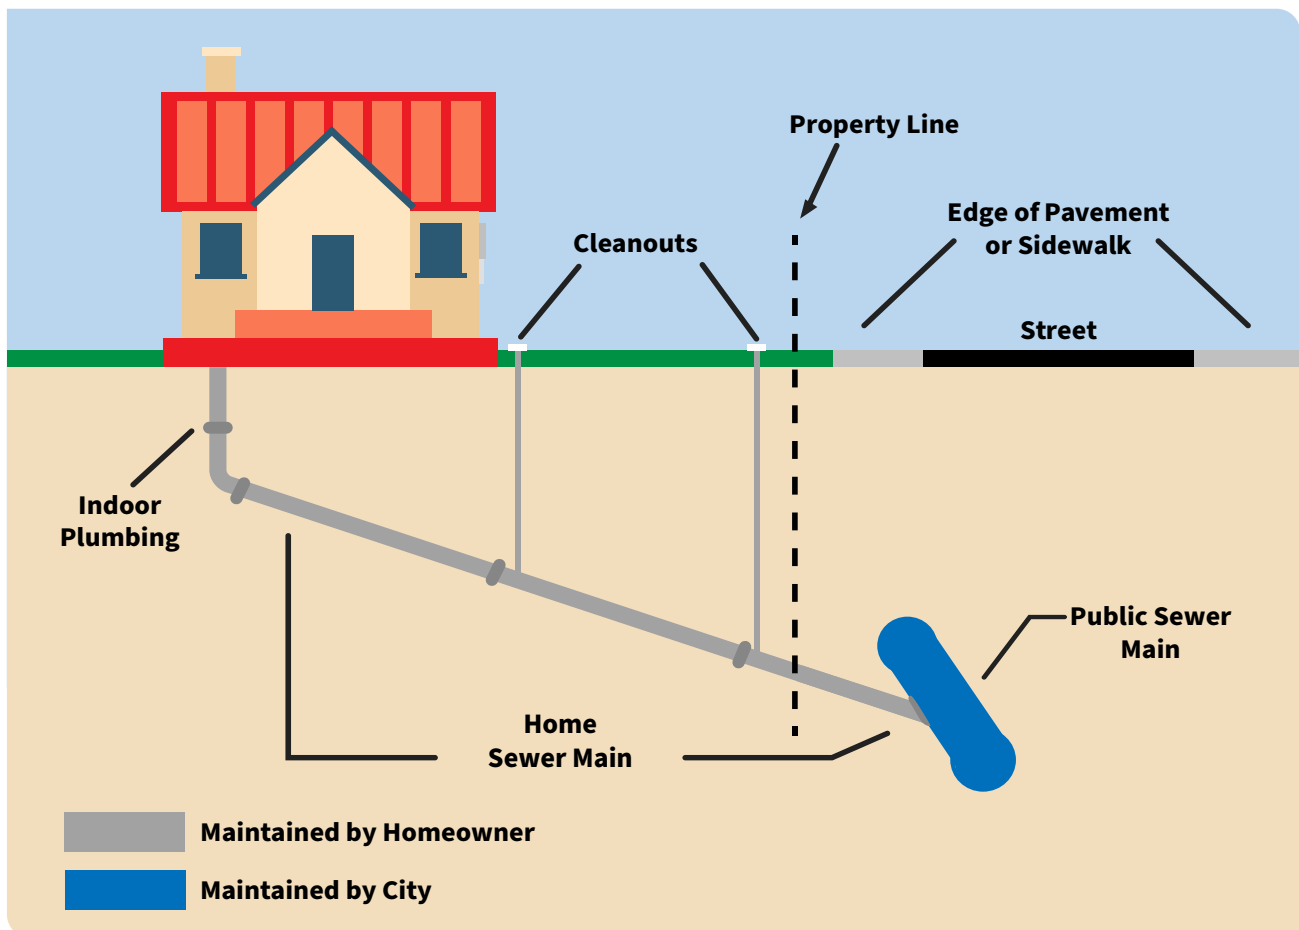 Property Line
Edge of Pavement
or Sidewalk
Cleanouts
Street
Indoor
Plumbing
Public Sewer
Main
Home
Sewer Main
Maintained by Homeowner
Maintained by City